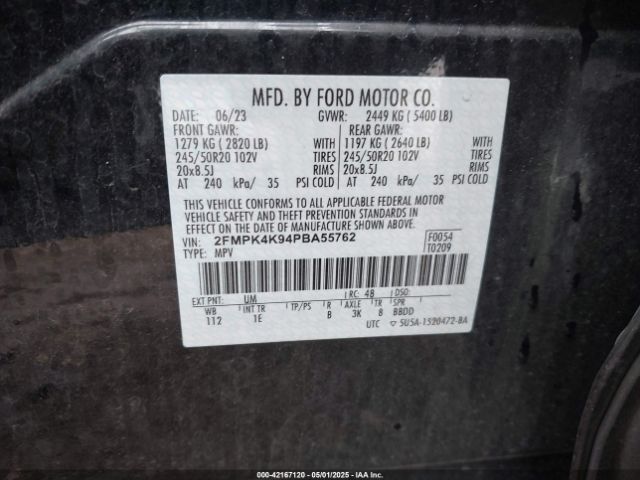 MFD. BY FORD MOTOR CO.
DATE: 06/23 GVWR: 2449 KG ( 5400 LB)
FRONT GAWR: REAR GAWR:
1279 KG ( 2820 LB) WITH 1197 KG ( 2640 LB) WITH
245/50R20 102V TIRES 245/50R20 102V TIRES
20x8.5J RIMS 20x8.5J RIMS
AT 240 kPa/ 35 PSI COLD AT 240 kPa/ 35 PSI COLD
THIS VEHICLE CONFORMS TO ALL APPLICABLE FEDERAL MOTOR
VEHICLE SAFETY AND THEFT PREVENTION STANDARDS IN
EFFECT ON THE DATE OF MANUFACTURE SHOWN ABOVE.
VIN: 2FMPK4K94PBA55762 F0054
TYPE: MPV T0209
EXT PNT: UM RC: 48 DSO:
WB INT TR TP/PS R AXLE TR SPR
112 1E B 3K 8 BBDD
UTC ▽ 5U5A-1520472-BA
000-42167120 - 05/01/2025 - IAA Inc.